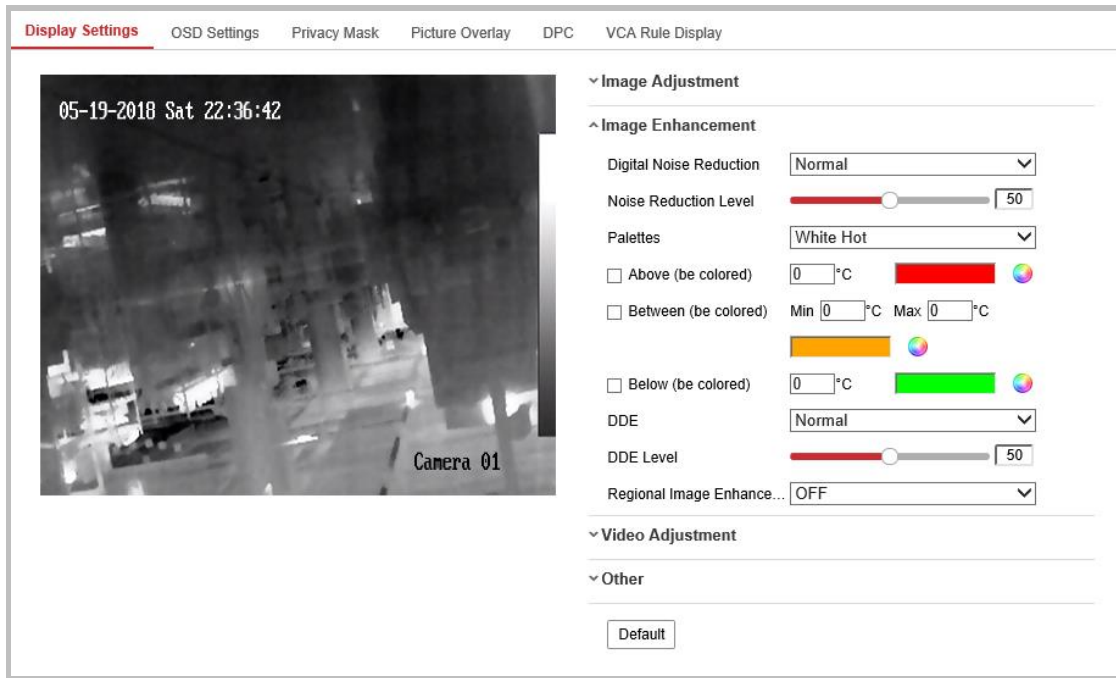 Display Settings OSD Settings Privacy Mask Picture Overlay DPC VCA Rule Display
05-19-2018 Sat 22:36:42
Camera 01
Image Adjustment
Image Enhancement
Digital Noise Reduction Normal
Noise Reduction Level 50
Palettes White Hot
Above (be colored) 0 °C
Between (be colored) Min 0 °C Max 0 °C
Below (be colored) 0 °C
DDE Normal
DDE Level 50
Regional Image Enhance... OFF
Video Adjustment
Other
Default